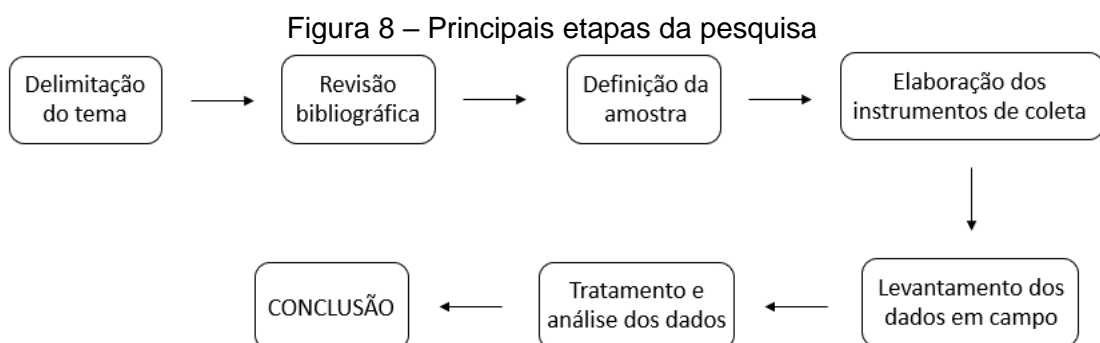 Figura 8 – Principais etapas da pesquisa
Delimitação
do tema
Revisão
bibliográfica
Definição da
amostra
Elaboração dos
instrumentos de coleta
Levantamento dos
dados em campo
Tratamento e
análise dos dados
CONCLUSÃO